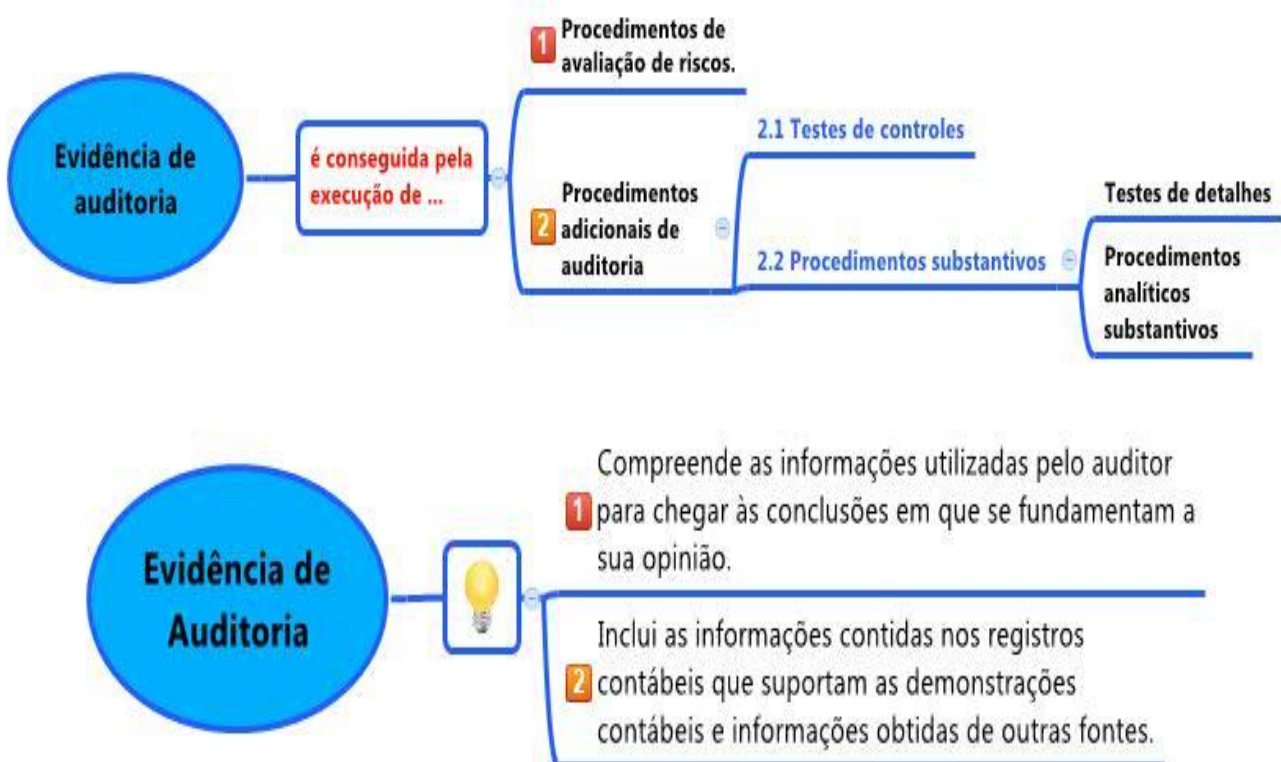 Evidência de
auditoria
é conseguida pela
execução de ...
1 Procedimentos de
avaliação de riscos.
2 Procedimentos
adicionais de
auditoria
2.1 Testes de controles
2.2 Procedimentos substantivos
Testes de detalhes
Procedimentos
analíticos
substantivos
Evidência de
Auditoria
Compreende as informações utilizadas pelo auditor
1 para chegar às conclusões em que se fundamentam a
sua opinião.
Inclui as informações contidas nos registros
2 contábeis que suportam as demonstrações
contábeis e informações obtidas de outras fontes.